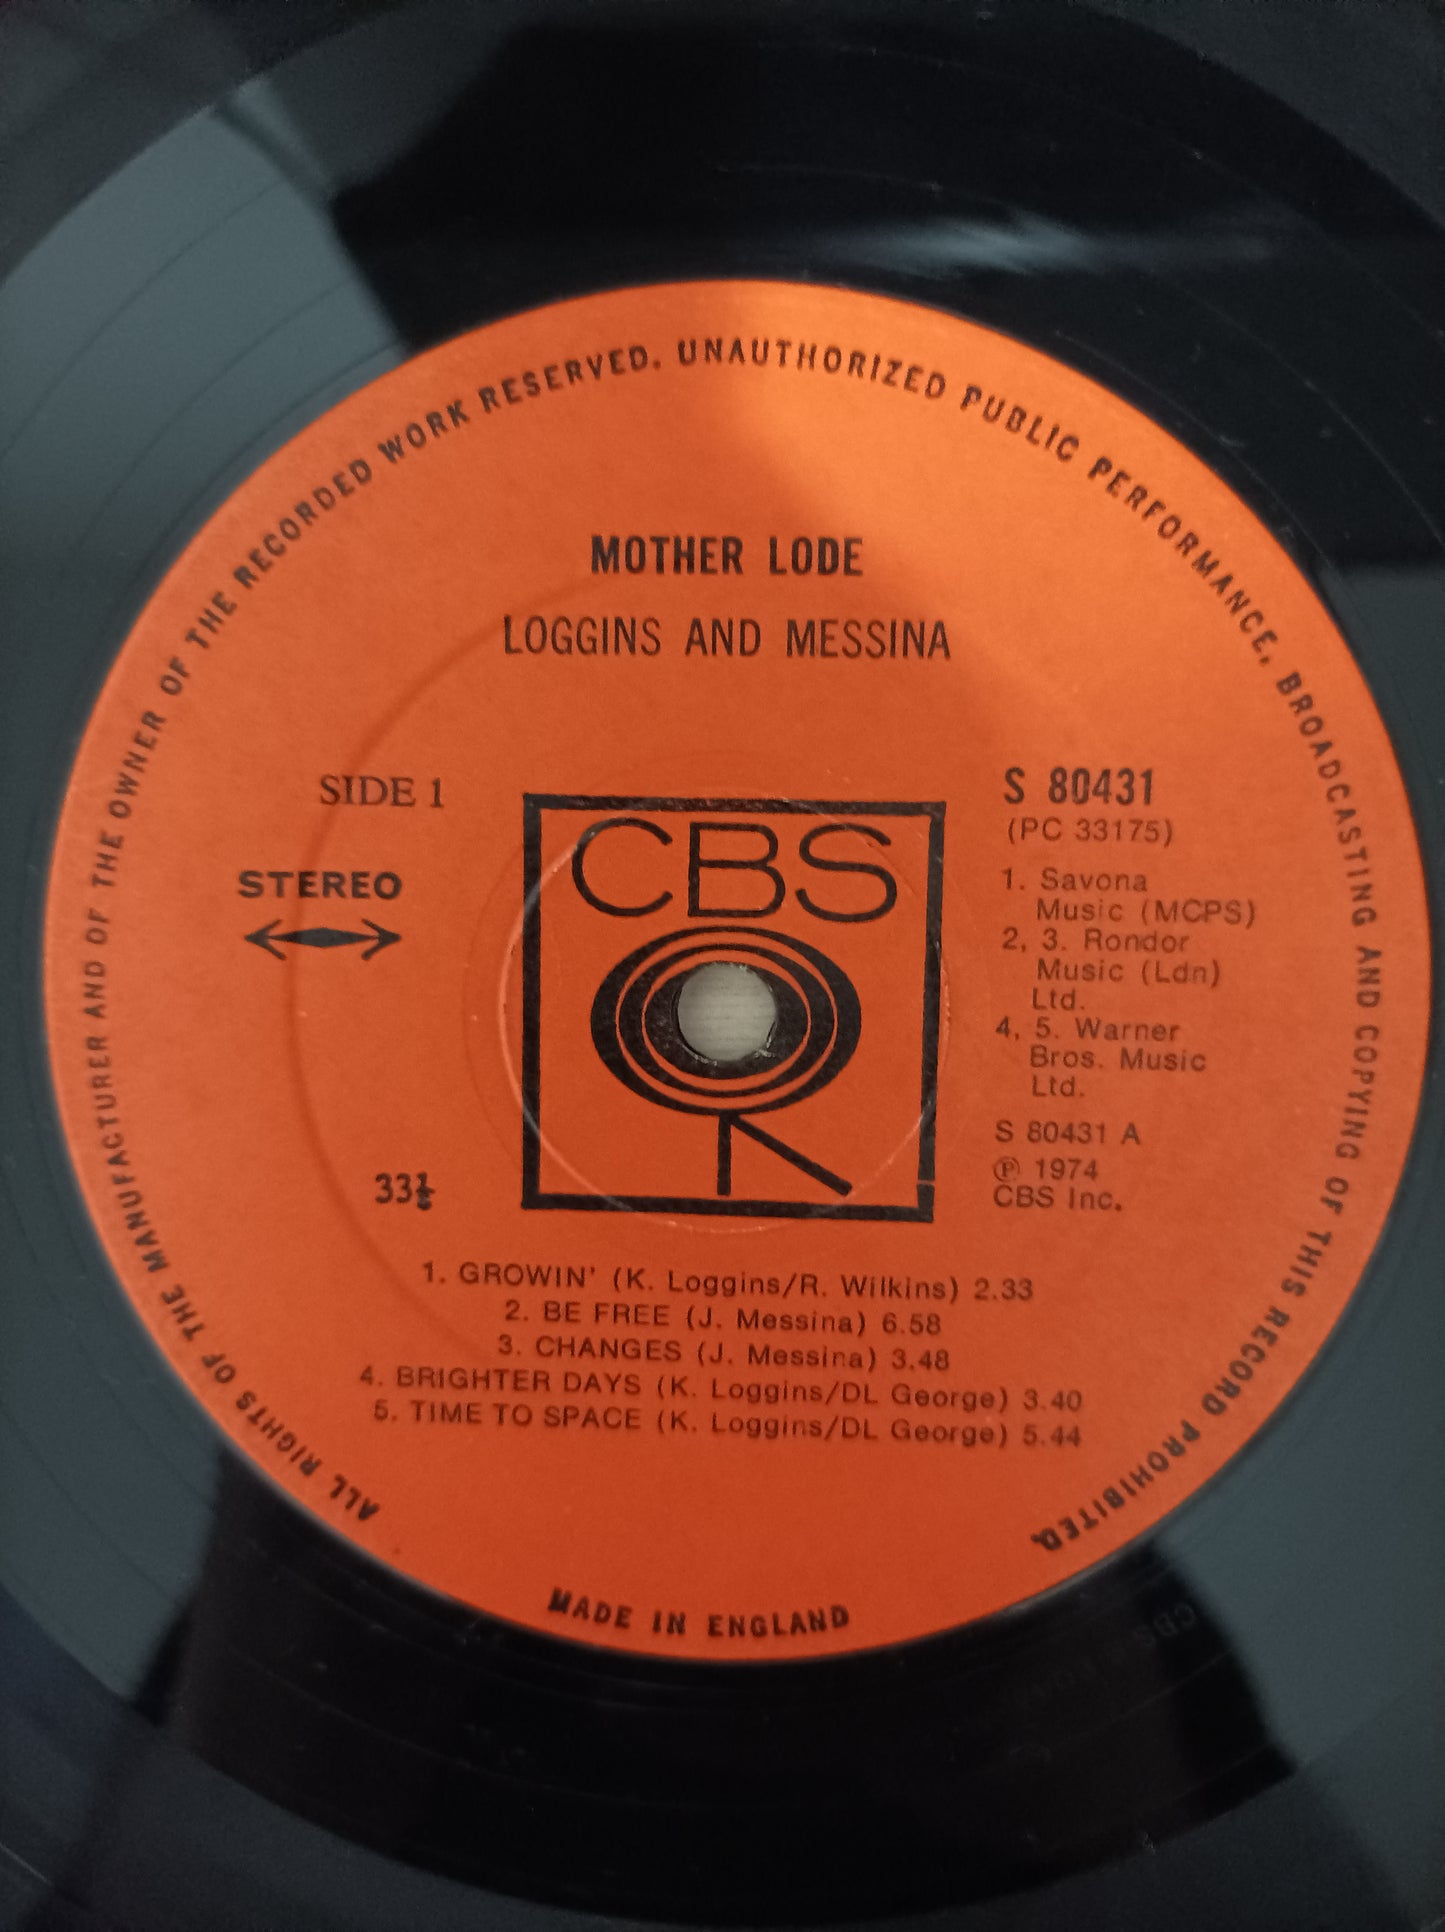 ALL RIGHTS OF THE MANUFACTURER AND OF THE OWNER OF THE RECORDED WORK RESERVED. UNAUTHORIZED PUBLIC PERFORMANCE, BROADCASTING AND COPYING OF THIS RECORD PROHIBITED.
MOTHER LODE
LOGGINS AND MESSINA
SIDE 1
STEREO
33⅓
CBS
S 80431
(PC 33175)
1. Savona
Music (MCPS)
2, 3. Rondor
Music (Ldn)
Ltd.
4, 5. Warner
Bros. Music
Ltd.
S 80431 A
℗ 1974
CBS Inc.
1. GROWIN' (K. Loggins/R. Wilkins) 2.33
2. BE FREE (J. Messina) 6.58
3. CHANGES (J. Messina) 3.48
4. BRIGHTER DAYS (K. Loggins/DL George) 3.40
5. TIME TO SPACE (K. Loggins/DL George) 5.44
MADE IN ENGLAND
CBS